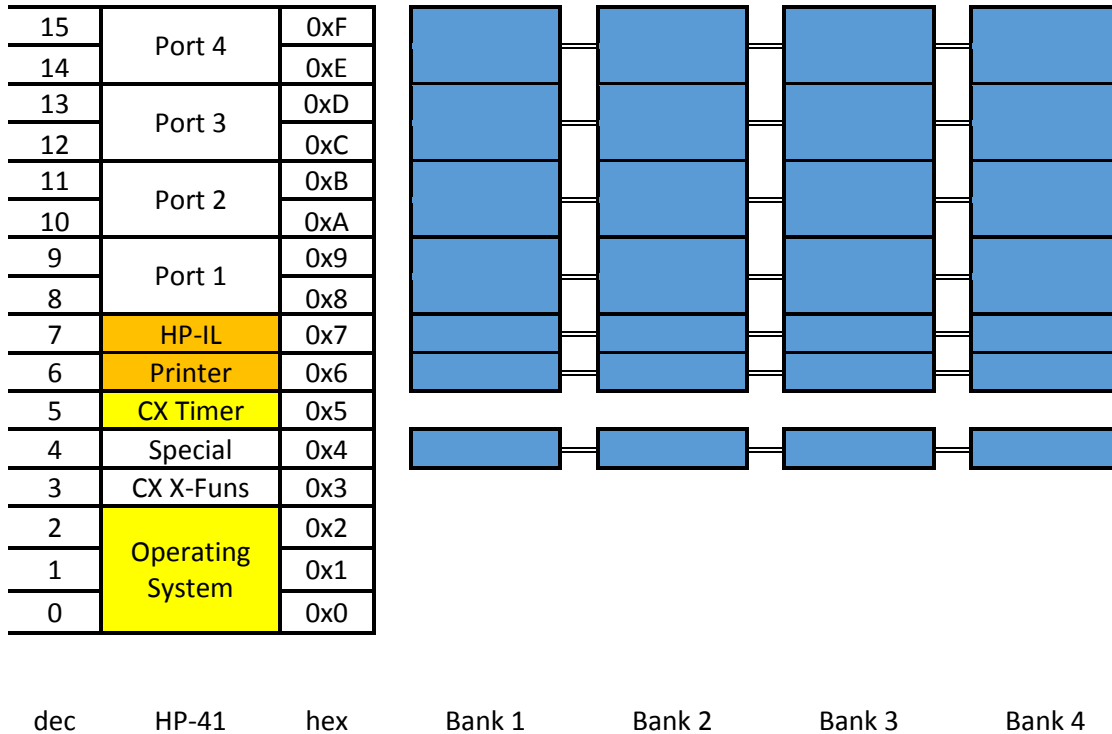 15 Port 4 0xF
14 0xE
13 Port 3 0xD
12 0xC
11 Port 2 0xB
10 0xA
9 Port 1 0x9
8 0x8
7 HP-IL 0x7
6 Printer 0x6
5 CX Timer 0x5
4 Special 0x4
3 CX X-Funs 0x3
2 Operating 0x2
1 System 0x1
0 0x0
dec HP-41 hex Bank 1 Bank 2 Bank 3 Bank 4